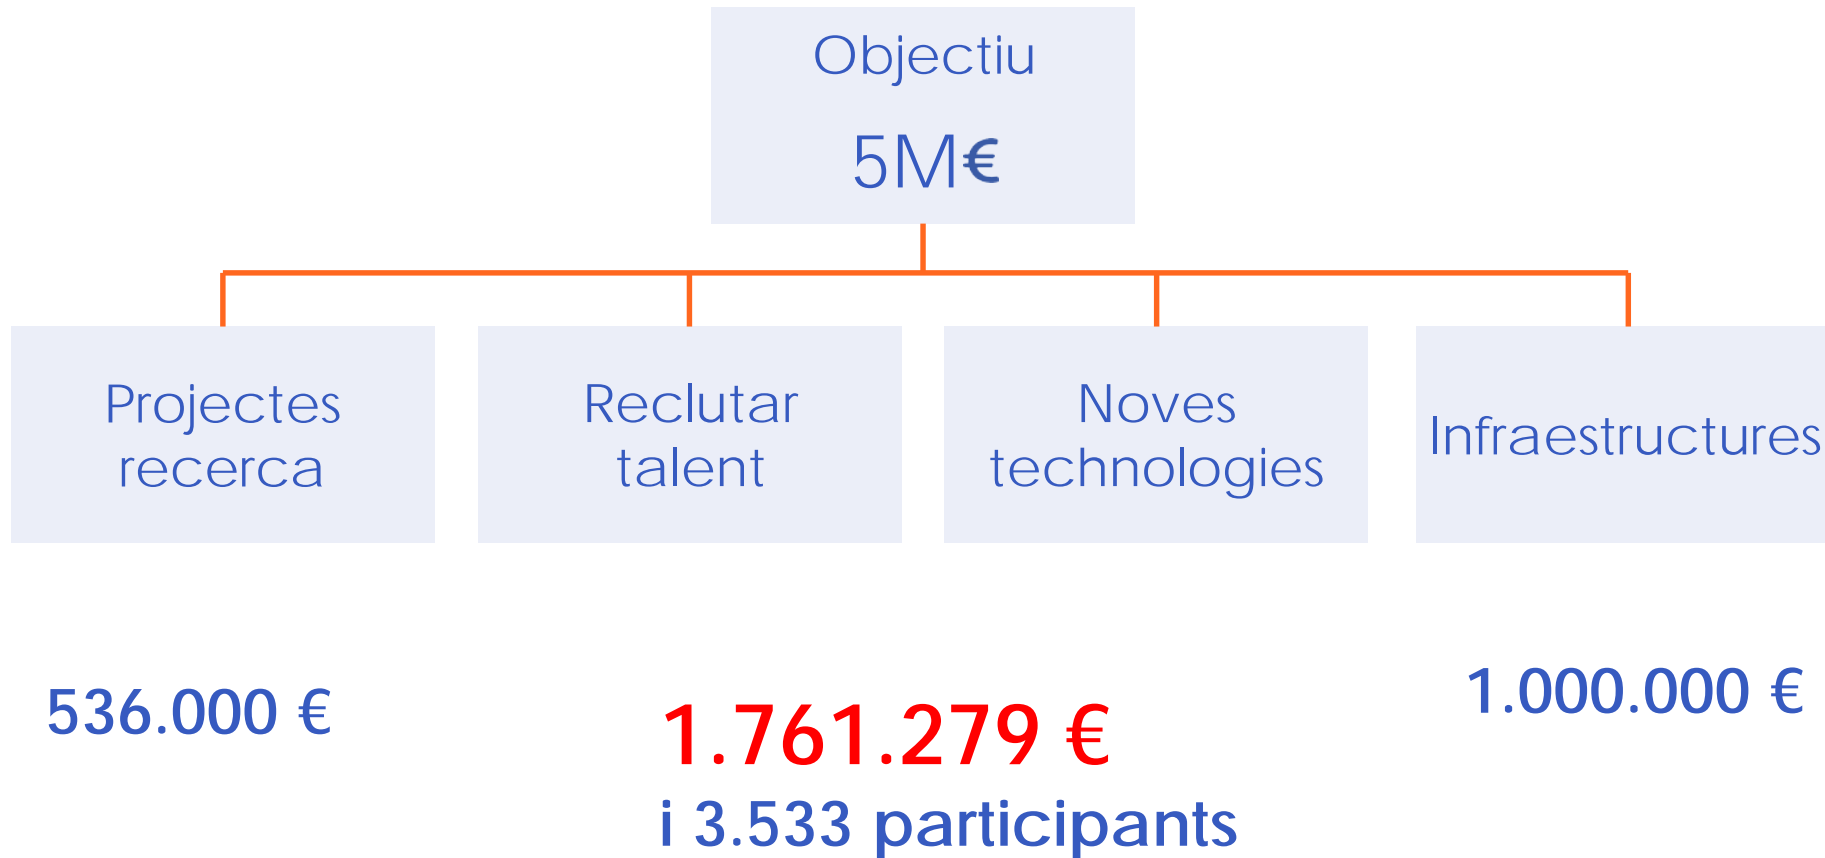 Objectiu
5M€
Projectes
recerca
Reclutar
talent
Noves
technologies
Infraestructures
536.000 €
1.761.279 €
i 3.533 participants
1.000.000 €